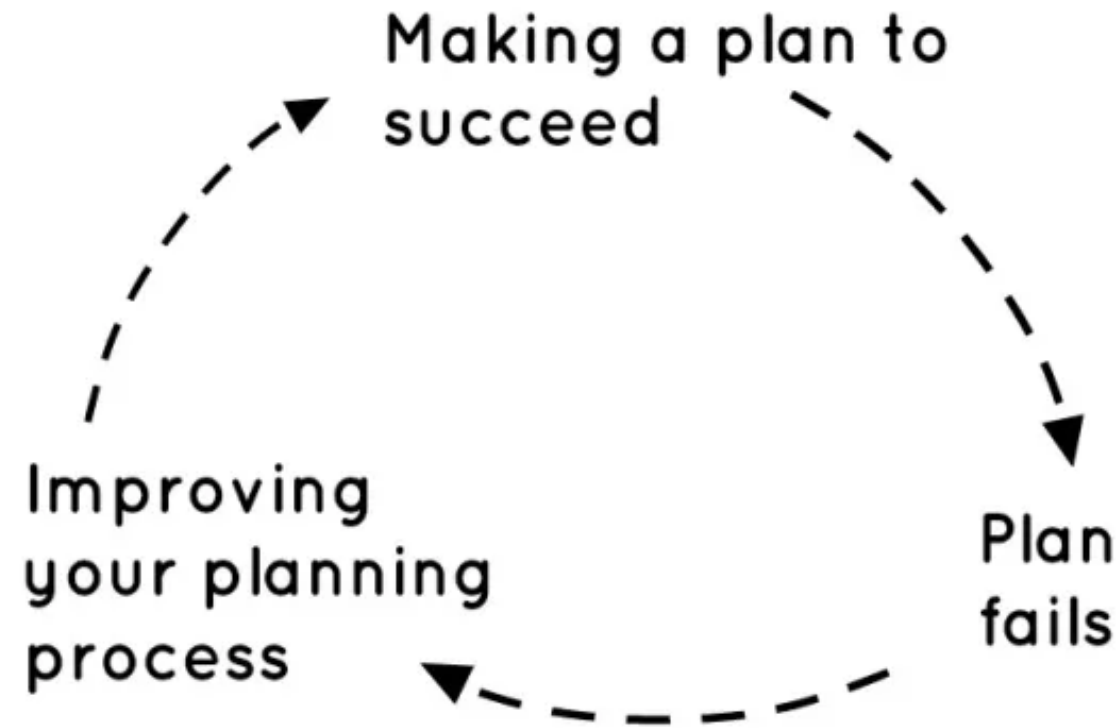 Making a plan to
succeed
Plan
fails
Improving
your planning
process